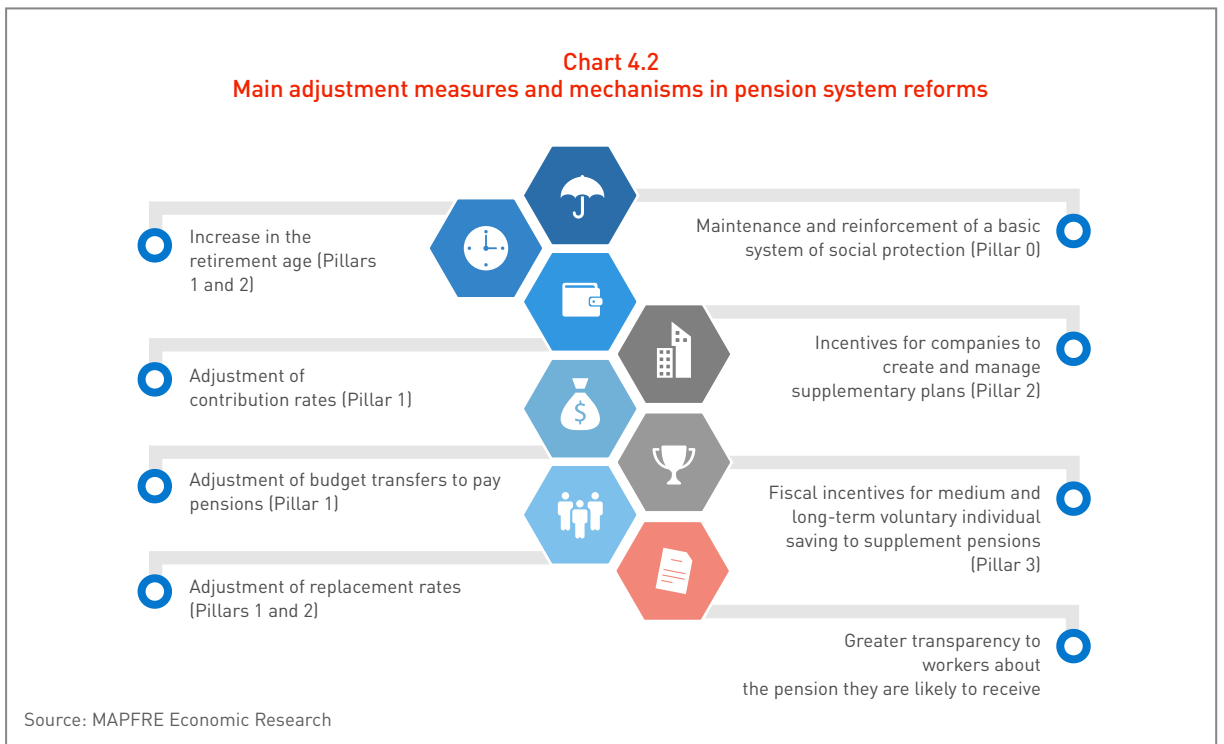 Chart 4.2
Main adjustment measures and mechanisms in pension system reforms
Increase in the
retirement age (Pillars
1 and 2)
Adjustment of
contribution rates (Pillar 1)
$
Adjustment of budget transfers to pay
pensions (Pillar 1)
Adjustment of replacement rates
(Pillars 1 and 2)
Maintenance and reinforcement of a basic
system of social protection (Pillar 0)
Incentives for companies to
create and manage
supplementary plans (Pillar 2)
Fiscal incentives for medium and
long-term voluntary individual
saving to supplement pensions
(Pillar 3)
Greater transparency to
workers about
the pension they are likely to receive
Source: MAPFRE Economic Research